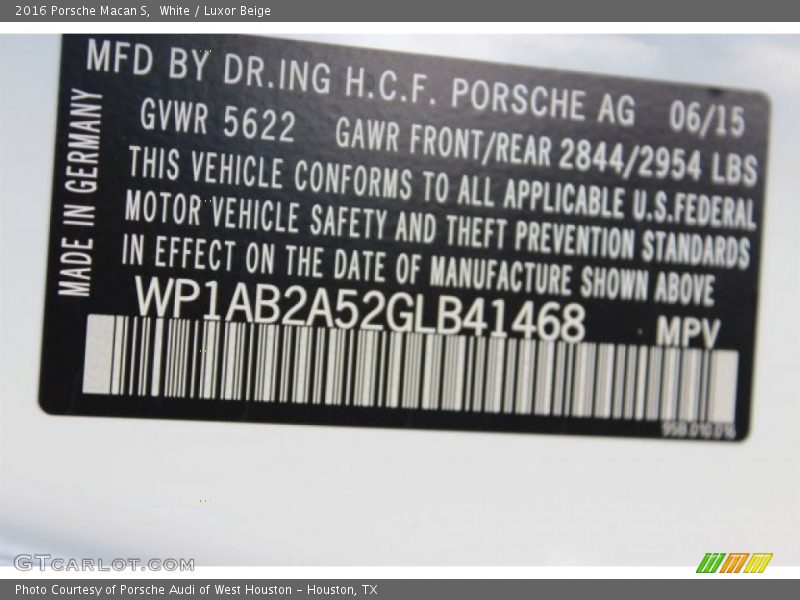 2016 Porsche Macan S, White / Luxor Beige
MFD BY DR.ING H.C.F. PORSCHE AG 06/15
GVWR 5622 GAWR FRONT/REAR 2844/2954 LBS
THIS VEHICLE CONFORMS TO ALL APPLICABLE U.S.FEDERAL
MOTOR VEHICLE SAFETY AND THEFT PREVENTION STANDARDS
IN EFFECT ON THE DATE OF MANUFACTURE SHOWN ABOVE
MADE IN GERMANY
WP1AB2A52GLB41468 MPV
95B.010.016
GTCARLOT.COM
Photo Courtesy of Porsche Audi of West Houston - Houston, TX